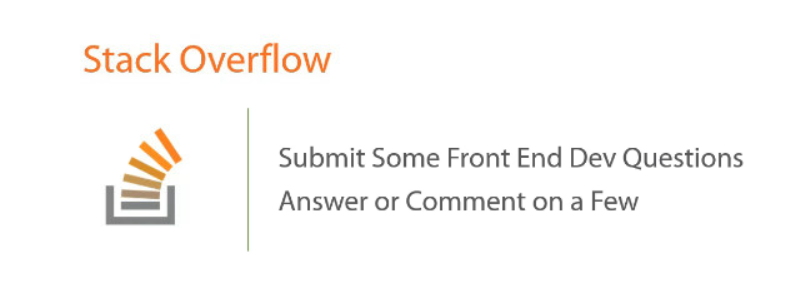 Stack Overflow
Submit Some Front End Dev Questions
Answer or Comment on a Few